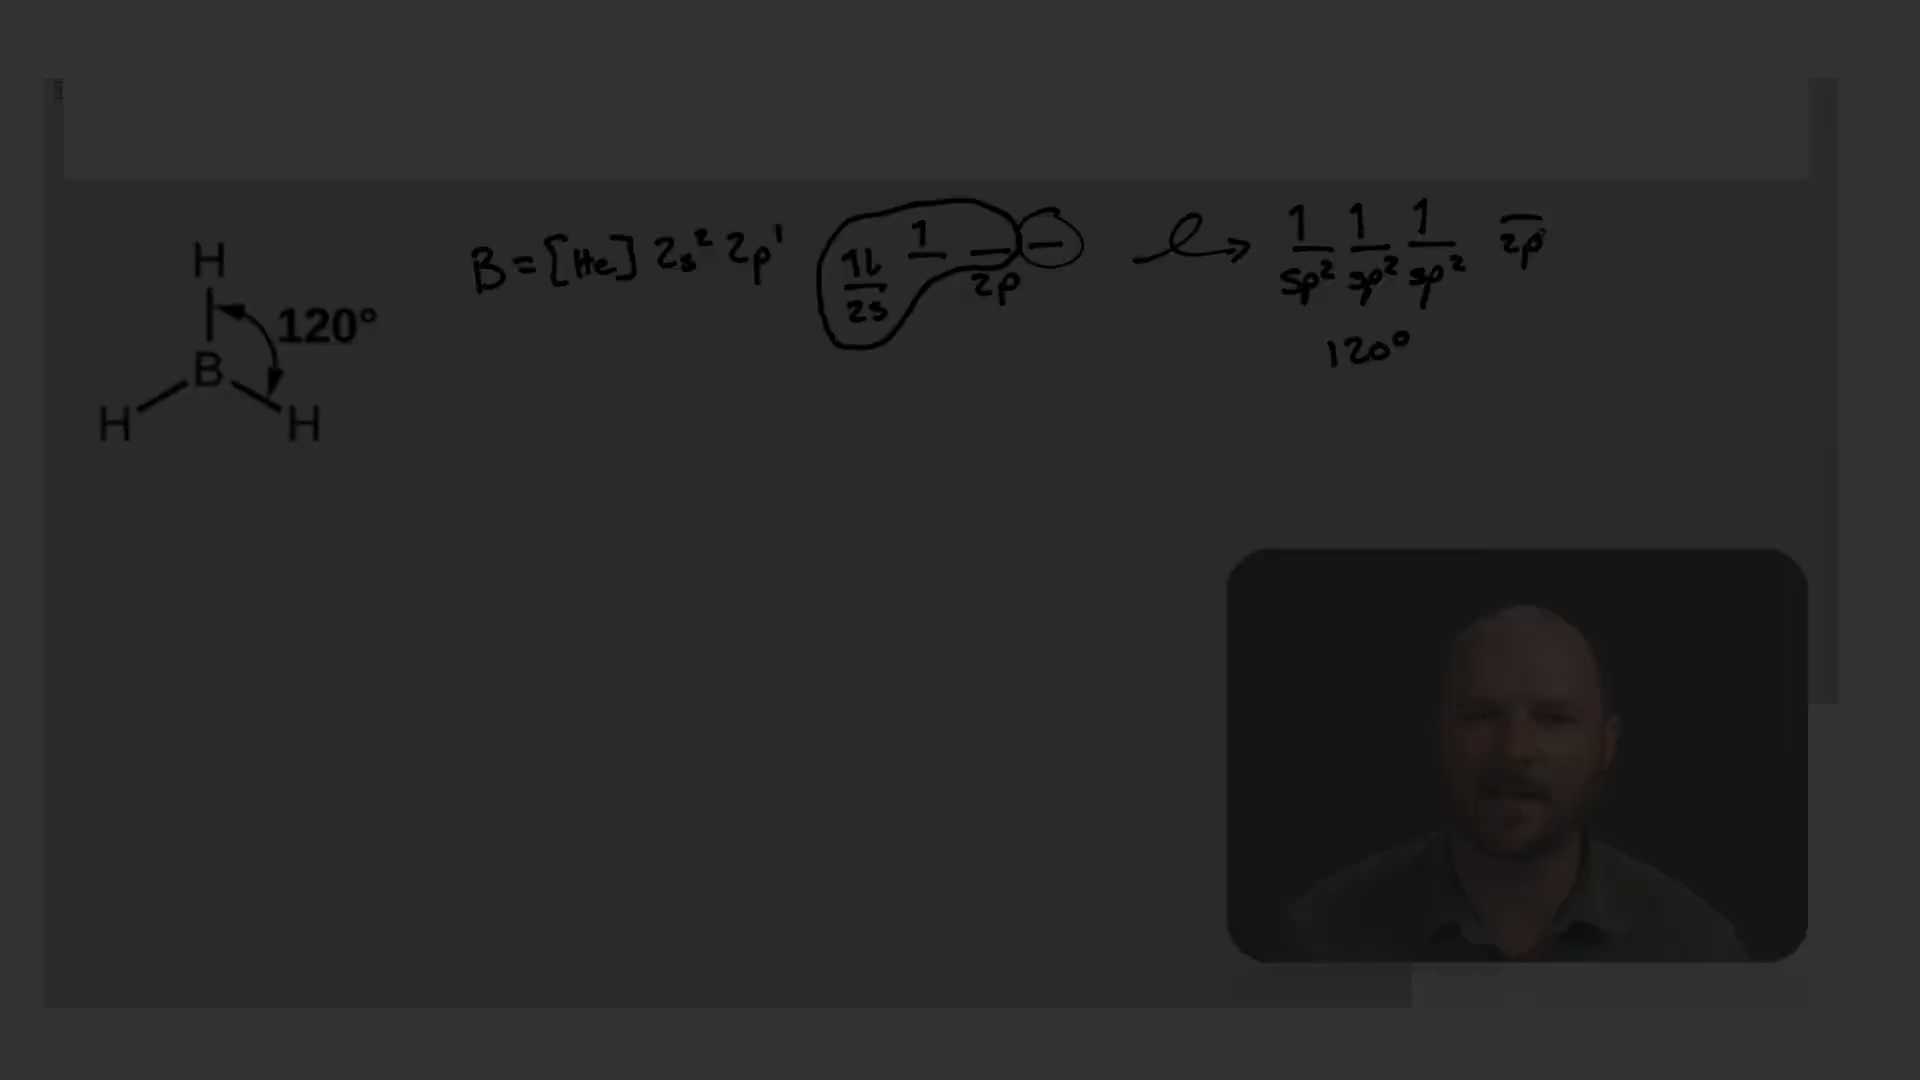 H
120°
B
H H
B = [He] 2s² 2p¹
1L 1
2s 2p
1 1 1
sp² sp² sp² 2p
120°